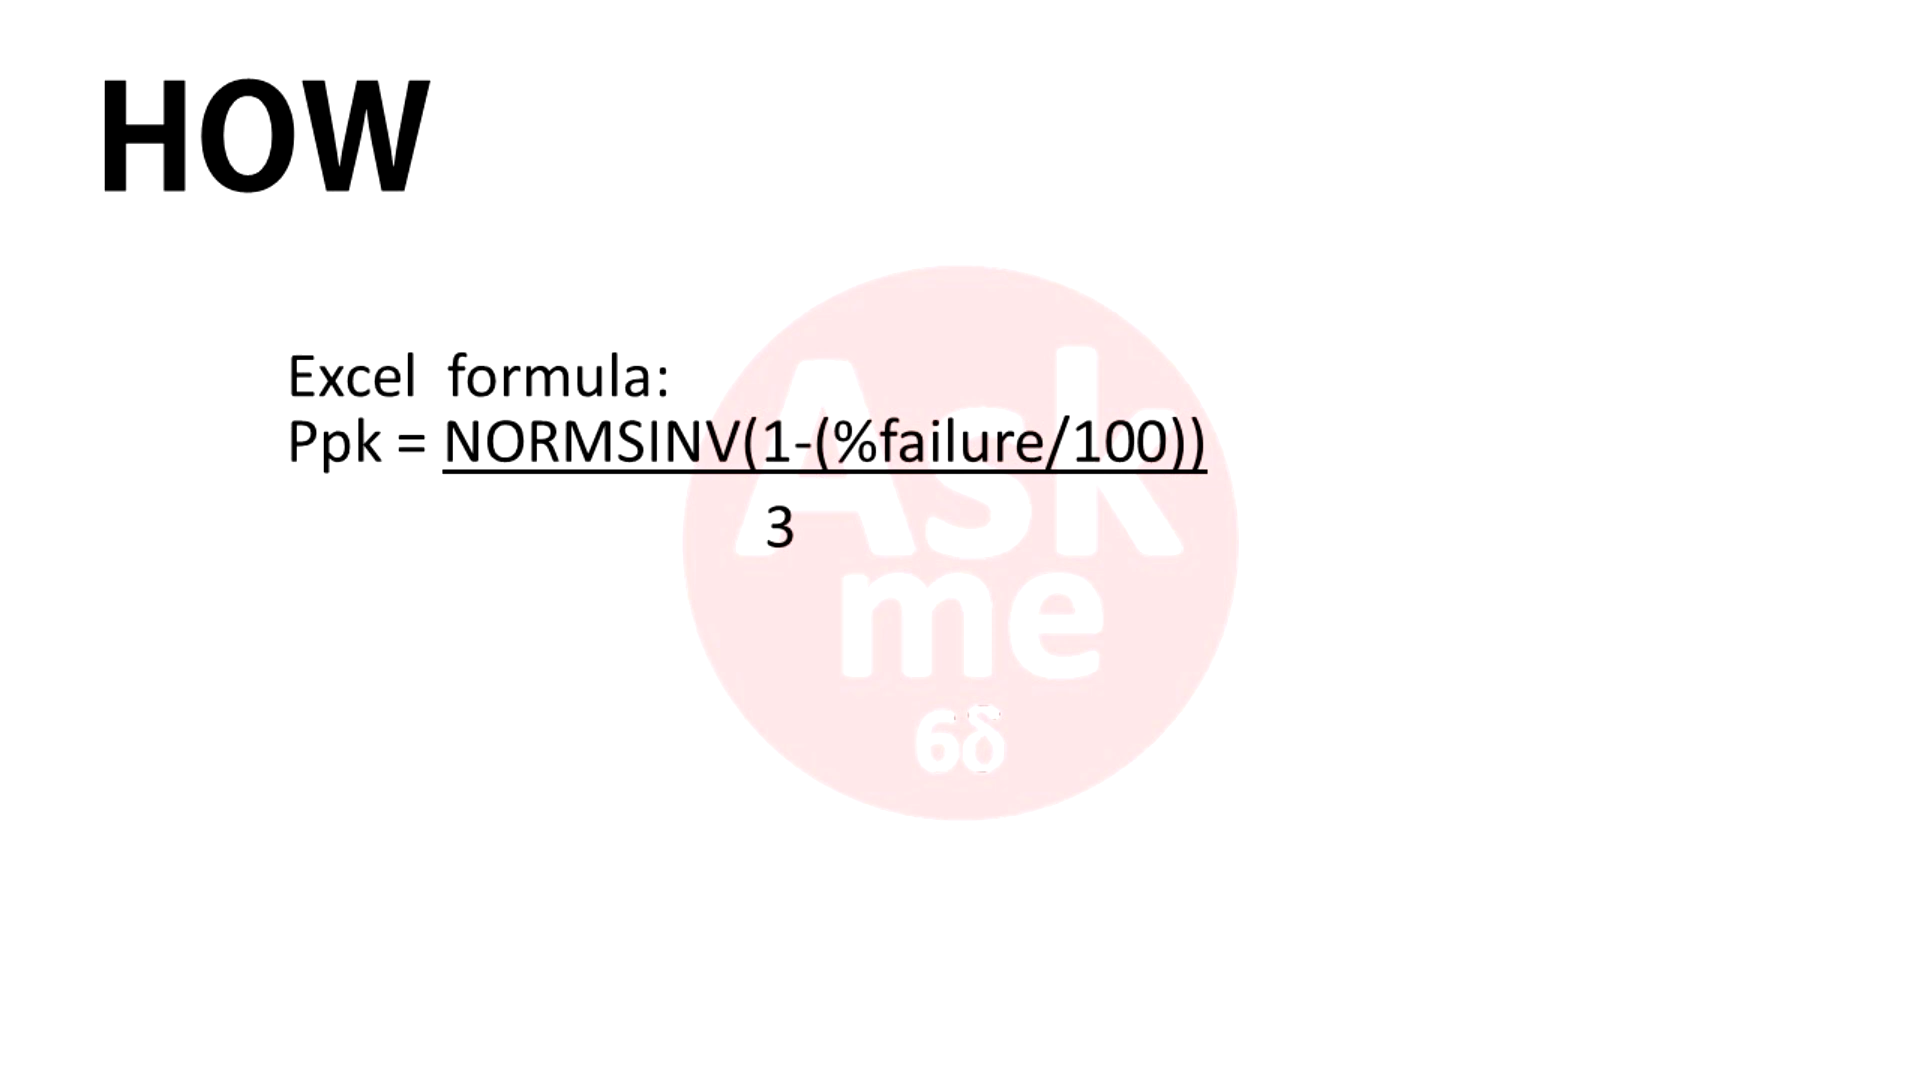 HOW
Excel formula:
Ppk = NORMSINV(1-(%failure/100))
3
Ask
me
6δ